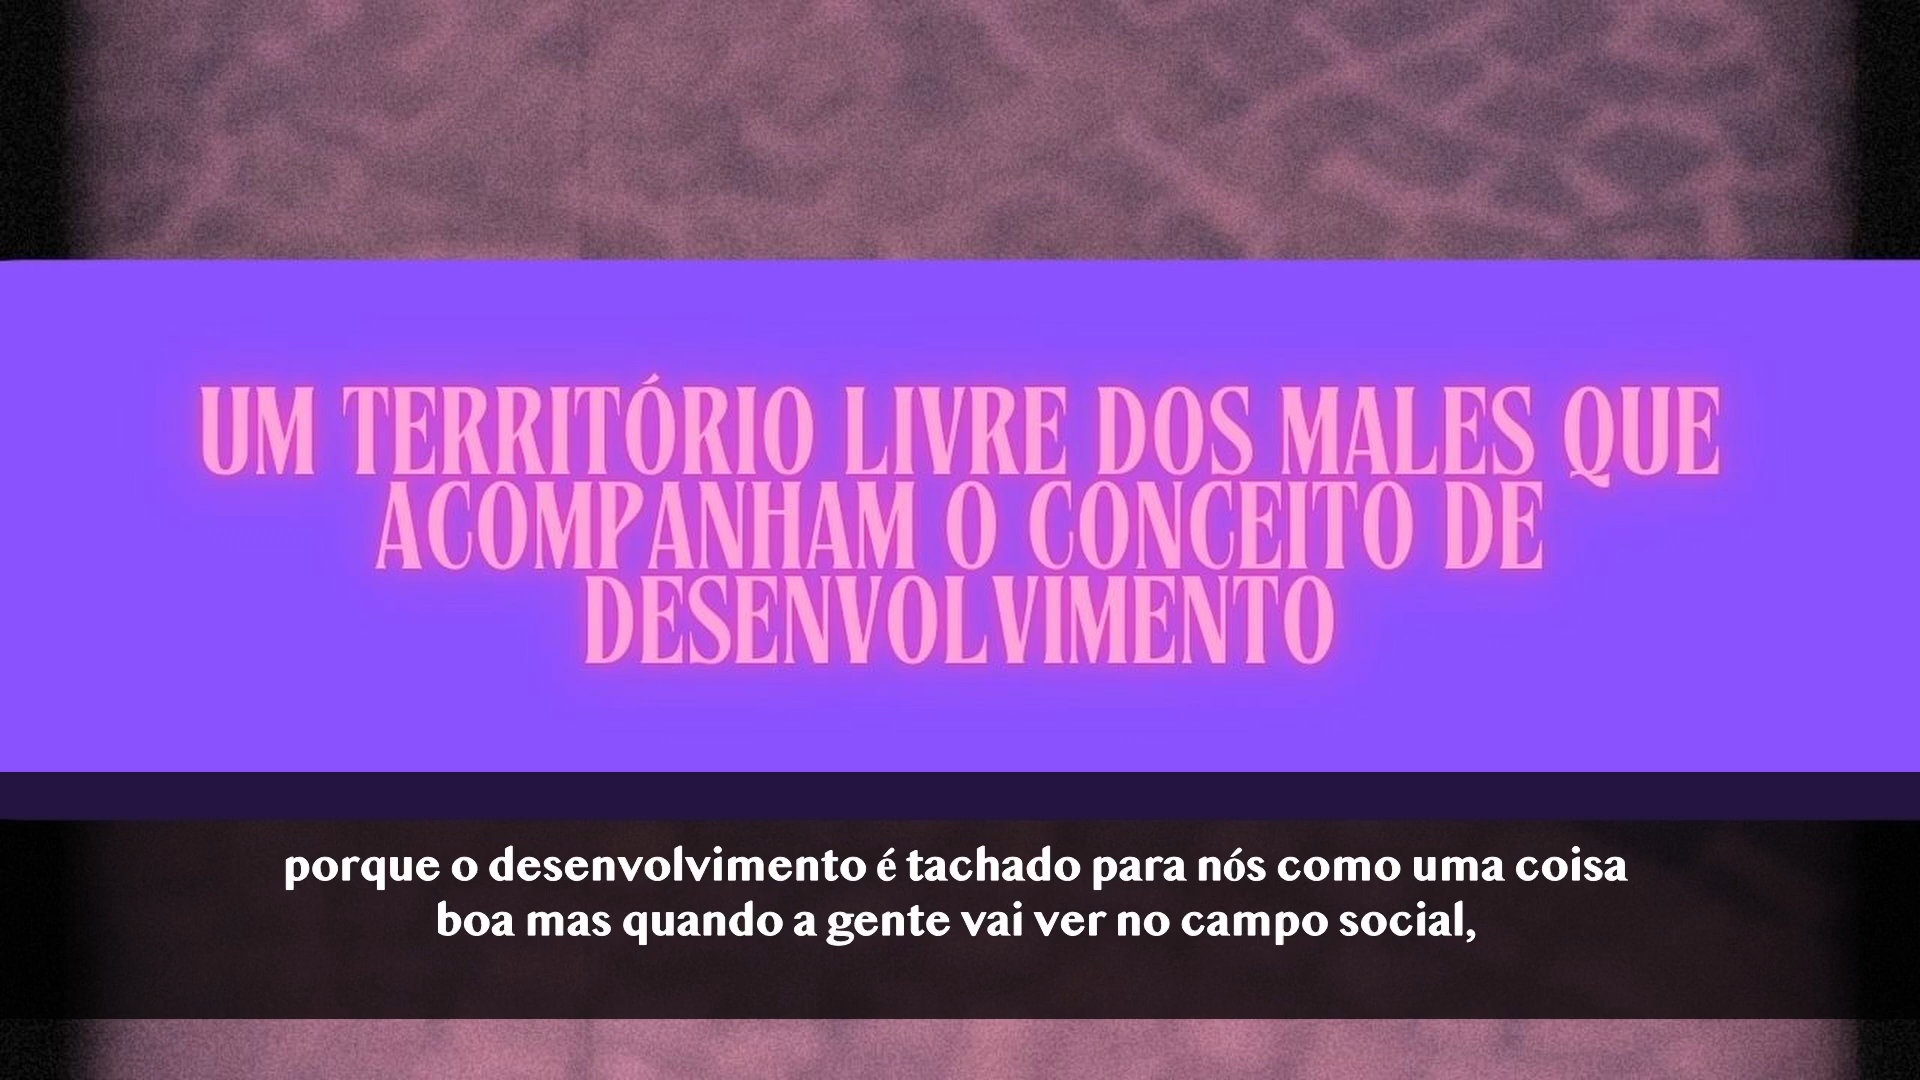 UM TERRITÓRIO LIVRE DOS MALES QUE
ACOMPANHAM O CONCEITO DE
DESENVOLVIMENTO
porque o desenvolvimento é tachado para nós como uma coisa
boa mas quando a gente vai ver no campo social,